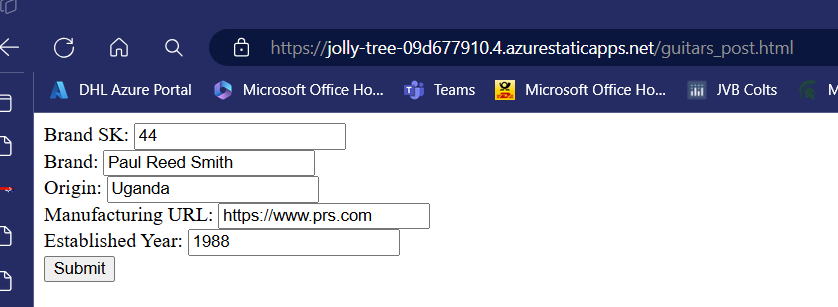 https://jolly-tree-09d677910.4.azurestaticapps.net/guitars_post.html
DHL Azure Portal Microsoft Office Ho... Teams Microsoft Office Ho... JVB Colts M
Brand SK: 44
Brand: Paul Reed Smith
Origin: Uganda
Manufacturing URL: https://www.prs.com
Established Year: 1988
Submit